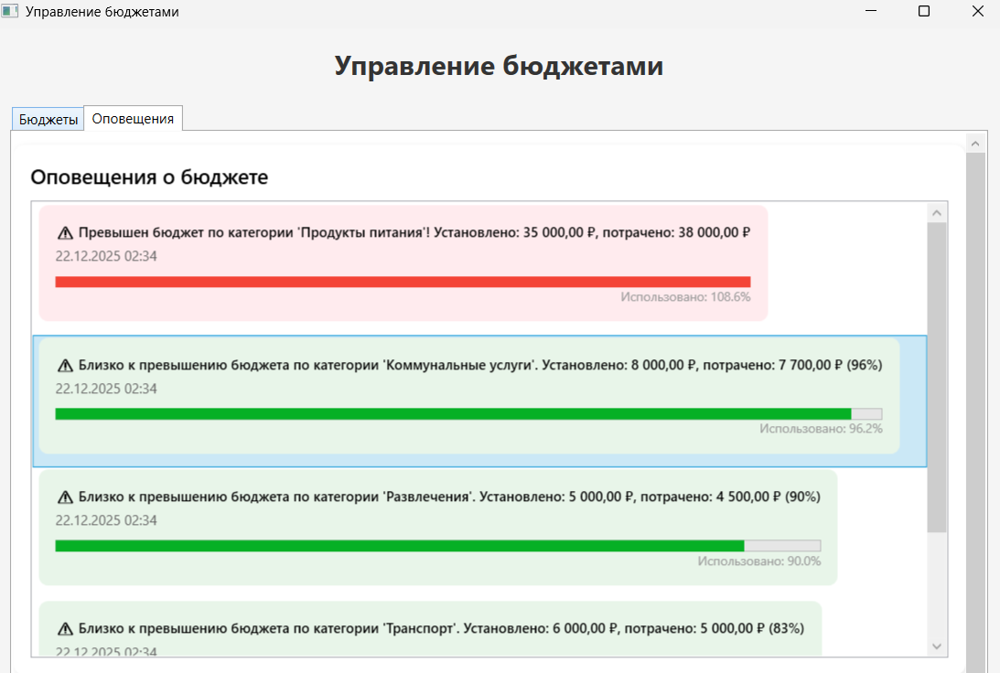 Управление бюджетами
Управление бюджетами
Бюджеты
Оповещения
Оповещения о бюджете
⚠ Превышен бюджет по категории 'Продукты питания'! Установлено: 35 000,00 ₽, потрачено: 38 000,00 ₽
22.12.2025 02:34
Использовано: 108.6%
⚠ Близко к превышению бюджета по категории 'Коммунальные услуги'. Установлено: 8 000,00 ₽, потрачено: 7 700,00 ₽ (96%)
22.12.2025 02:34
Использовано: 96.2%
⚠ Близко к превышению бюджета по категории 'Развлечения'. Установлено: 5 000,00 ₽, потрачено: 4 500,00 ₽ (90%)
22.12.2025 02:34
Использовано: 90.0%
⚠ Близко к превышению бюджета по категории 'Транспорт'. Установлено: 6 000,00 ₽, потрачено: 5 000,00 ₽ (83%)
22.12.2025 02:34